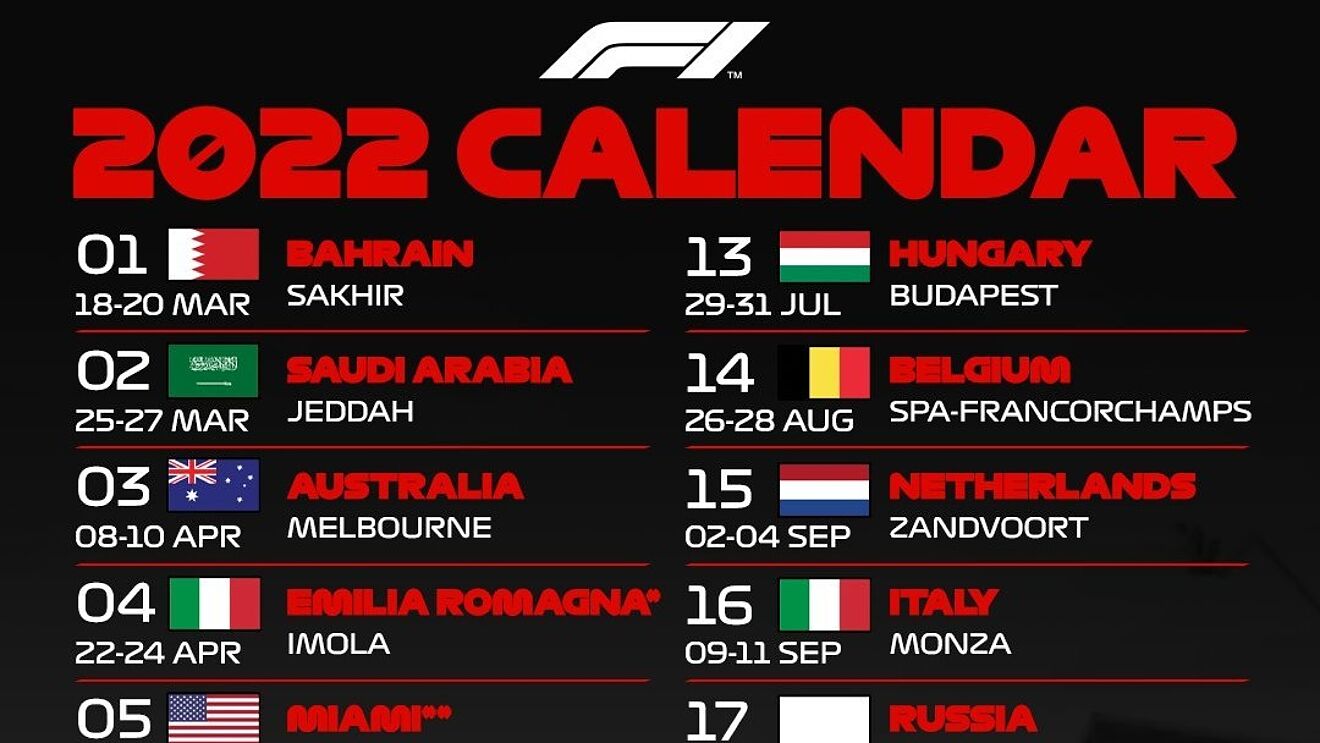 F1™
2022 CALENDAR
01 BAHRAIN
18-20 MAR SAKHIR
02 SAUDI ARABIA
25-27 MAR JEDDAH
03 AUSTRALIA
08-10 APR MELBOURNE
04 EMILIA ROMAGNA*
22-24 APR IMOLA
05 MIAMI**
13 HUNGARY
29-31 JUL BUDAPEST
14 BELGIUM
26-28 AUG SPA-FRANCORCHAMPS
15 NETHERLANDS
02-04 SEP ZANDVOORT
16 ITALY
09-11 SEP MONZA
17 RUSSIA